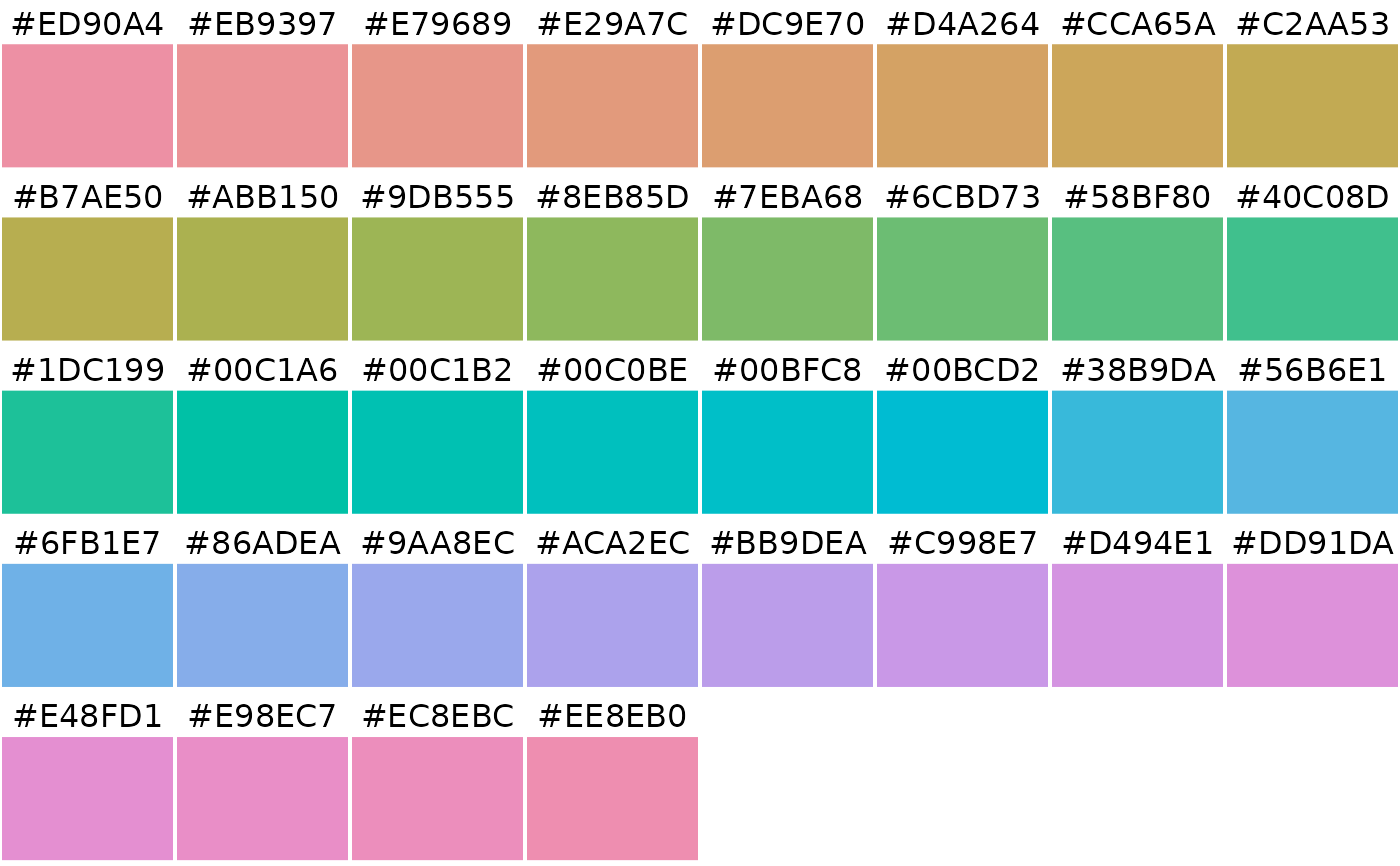 #ED90A4 #EB9397 #E79689 #E29A7C #DC9E70 #D4A264 #CCA65A #C2AA53
#B7AE50 #ABB150 #9DB555 #8EB85D #7EBA68 #6CBD73 #58BF80 #40C08D
#1DC199 #00C1A6 #00C1B2 #00C0BE #00BFC8 #00BCD2 #38B9DA #56B6E1
#6FB1E7 #86ADEA #9AA8EC #ACA2EC #BB9DEA #C998E7 #D494E1 #DD91DA
#E48FD1 #E98EC7 #EC8EBC #EE8EB0